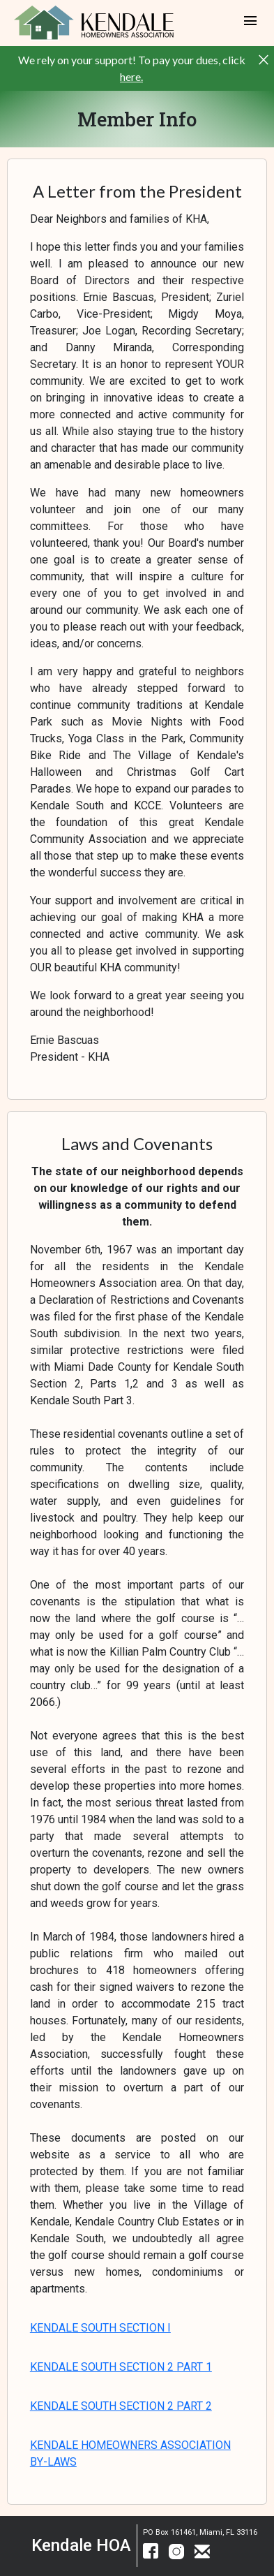 KENDALE
HOMEOWNERS ASSOCIATION
We rely on your support! To pay your dues, click
here.
Member Info
A Letter from the President
Dear Neighbors and families of KHA,
I hope this letter finds you and your families
well. I am pleased to announce our new
Board of Directors and their respective
positions. Ernie Bascuas, President; Zuriel
Carbo, Vice-President; Migdy Moya,
Treasurer; Joe Logan, Recording Secretary;
and Danny Miranda, Corresponding
Secretary. It is an honor to represent YOUR
community. We are excited to get to work
on bringing in innovative ideas to create a
more connected and active community for
us all. While also staying true to the history
and character that has made our community
an amenable and desirable place to live.
We have had many new homeowners
volunteer and join one of our many
committees. For those who have
volunteered, thank you! Our Board's number
one goal is to create a greater sense of
community, that will inspire a culture for
every one of you to get involved in and
around our community. We ask each one of
you to please reach out with your feedback,
ideas, and/or concerns.
I am very happy and grateful to neighbors
who have already stepped forward to
continue community traditions at Kendale
Park such as Movie Nights with Food
Trucks, Yoga Class in the Park, Community
Bike Ride and The Village of Kendale's
Halloween and Christmas Golf Cart
Parades. We hope to expand our parades to
Kendale South and KCCE. Volunteers are
the foundation of this great Kendale
Community Association and we appreciate
all those that step up to make these events
the wonderful success they are.
Your support and involvement are critical in
achieving our goal of making KHA a more
connected and active community. We ask
you all to please get involved in supporting
OUR beautiful KHA community!
We look forward to a great year seeing you
around the neighborhood!
Ernie Bascuas
President - KHA
Laws and Covenants
The state of our neighborhood depends
on our knowledge of our rights and our
willingness as a community to defend
them.
November 6th, 1967 was an important day
for all the residents in the Kendale
Homeowners Association area. On that day,
a Declaration of Restrictions and Covenants
was filed for the first phase of the Kendale
South subdivision. In the next two years,
similar protective restrictions were filed
with Miami Dade County for Kendale South
Section 2, Parts 1,2 and 3 as well as
Kendale South Part 3.
These residential covenants outline a set of
rules to protect the integrity of our
community. The contents include
specifications on dwelling size, quality,
water supply, and even guidelines for
livestock and poultry. They help keep our
neighborhood looking and functioning the
way it has for over 40 years.
One of the most important parts of our
covenants is the stipulation that what is
now the land where the golf course is “…
may only be used for a golf course” and
what is now the Killian Palm Country Club “…
may only be used for the designation of a
country club…” for 99 years (until at least
2066.)
Not everyone agrees that this is the best
use of this land, and there have been
several efforts in the past to rezone and
develop these properties into more homes.
In fact, the most serious threat lasted from
1976 until 1984 when the land was sold to a
party that made several attempts to
overturn the covenants, rezone and sell the
property to developers. The new owners
shut down the golf course and let the grass
and weeds grow for years.
In March of 1984, those landowners hired a
public relations firm who mailed out
brochures to 418 homeowners offering
cash for their signed waivers to rezone the
land in order to accommodate 215 tract
houses. Fortunately, many of our residents,
led by the Kendale Homeowners
Association, successfully fought these
efforts until the landowners gave up on
their mission to overturn a part of our
covenants.
These documents are posted on our
website as a service to all who are
protected by them. If you are not familiar
with them, please take some time to read
them. Whether you live in the Village of
Kendale, Kendale Country Club Estates or in
Kendale South, we undoubtedly all agree
the golf course should remain a golf course
versus new homes, condominiums or
apartments.
KENDALE SOUTH SECTION I
KENDALE SOUTH SECTION 2 PART 1
KENDALE SOUTH SECTION 2 PART 2
KENDALE HOMEOWNERS ASSOCIATION
BY-LAWS
Kendale HOA
PO Box 161461, Miami, FL 33116